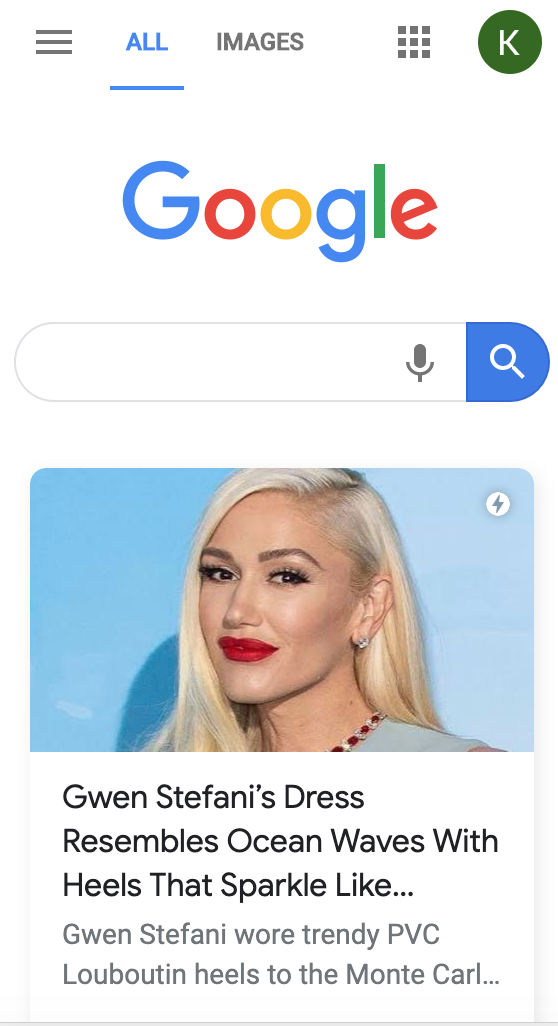 ALL IMAGES K
Google
Gwen Stefani’s Dress
Resembles Ocean Waves With
Heels That Sparkle Like...
Gwen Stefani wore trendy PVC
Louboutin heels to the Monte Carl...